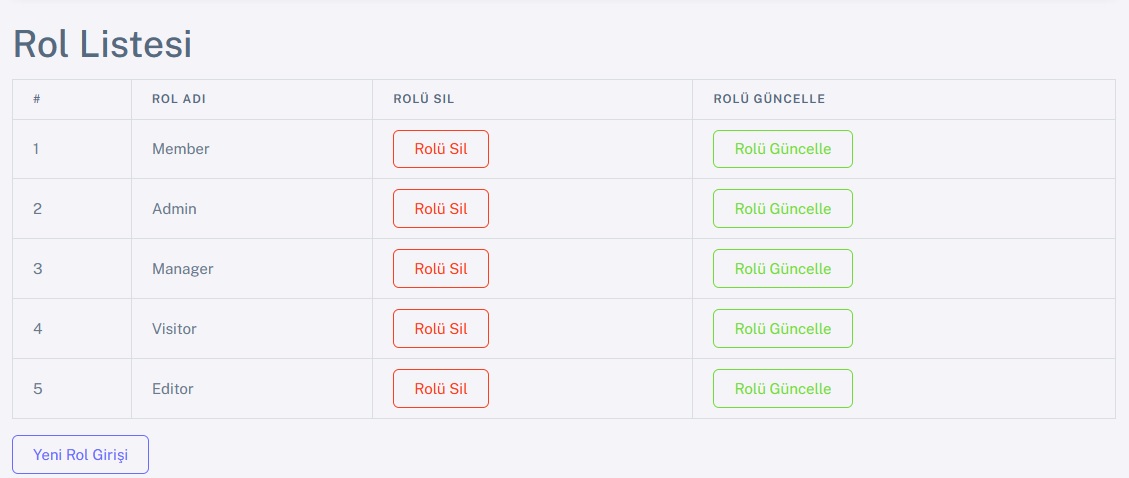 Rol Listesi
# ROL ADI ROLÜ SIL ROLÜ GÜNCELLE
1 Member Rolü Sil Rolü Güncelle
2 Admin Rolü Sil Rolü Güncelle
3 Manager Rolü Sil Rolü Güncelle
4 Visitor Rolü Sil Rolü Güncelle
5 Editor Rolü Sil Rolü Güncelle
Yeni Rol Girişi